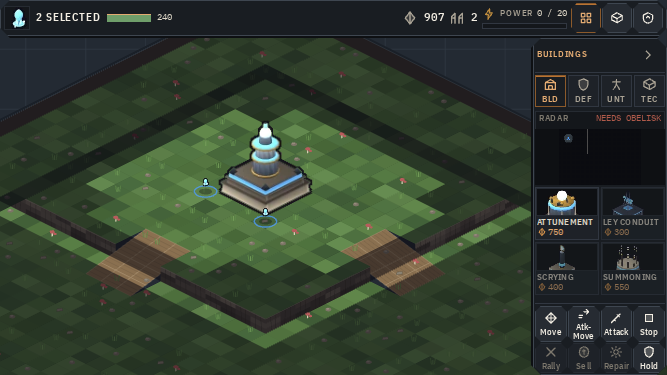 2 SELECTED 240 907 2 POWER 0 / 20
BUILDINGS
BLD DEF UNT TEC
RADAR NEEDS OBELISK
ATTUNEMENT LEY CONDUIT
750 300
SCRYING SUMMONING
400 550
Move Atk-Move Attack Stop
Rally Sell Repair Hold